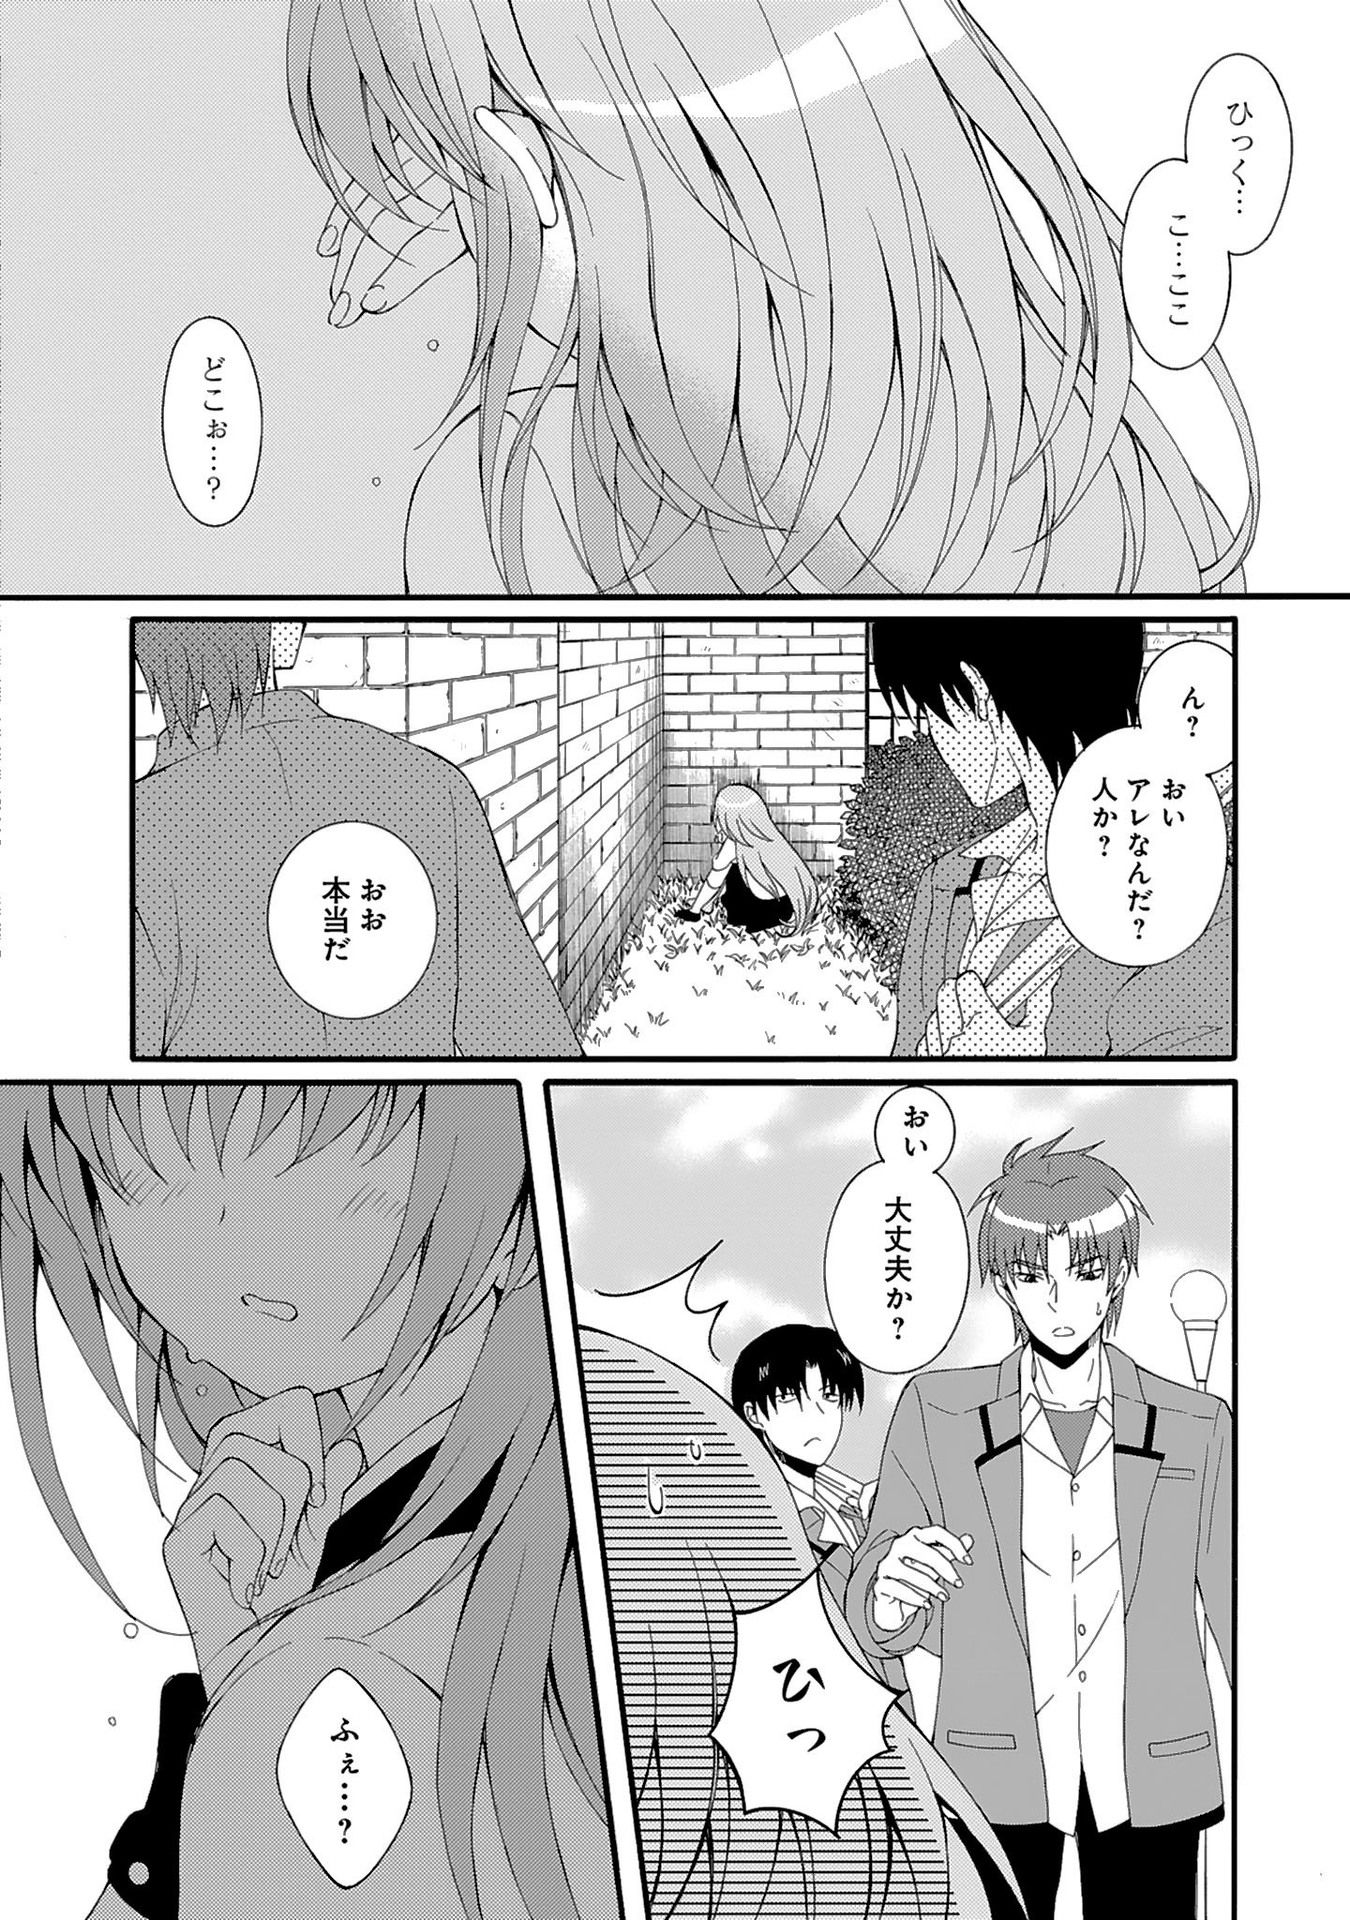 ひっく…
こ…ここ
どこぉ…？
ん？
おい
アレなんだ？
人か？
おお
本当だ
おい
大丈夫か？
ひっ
ふぇ…？